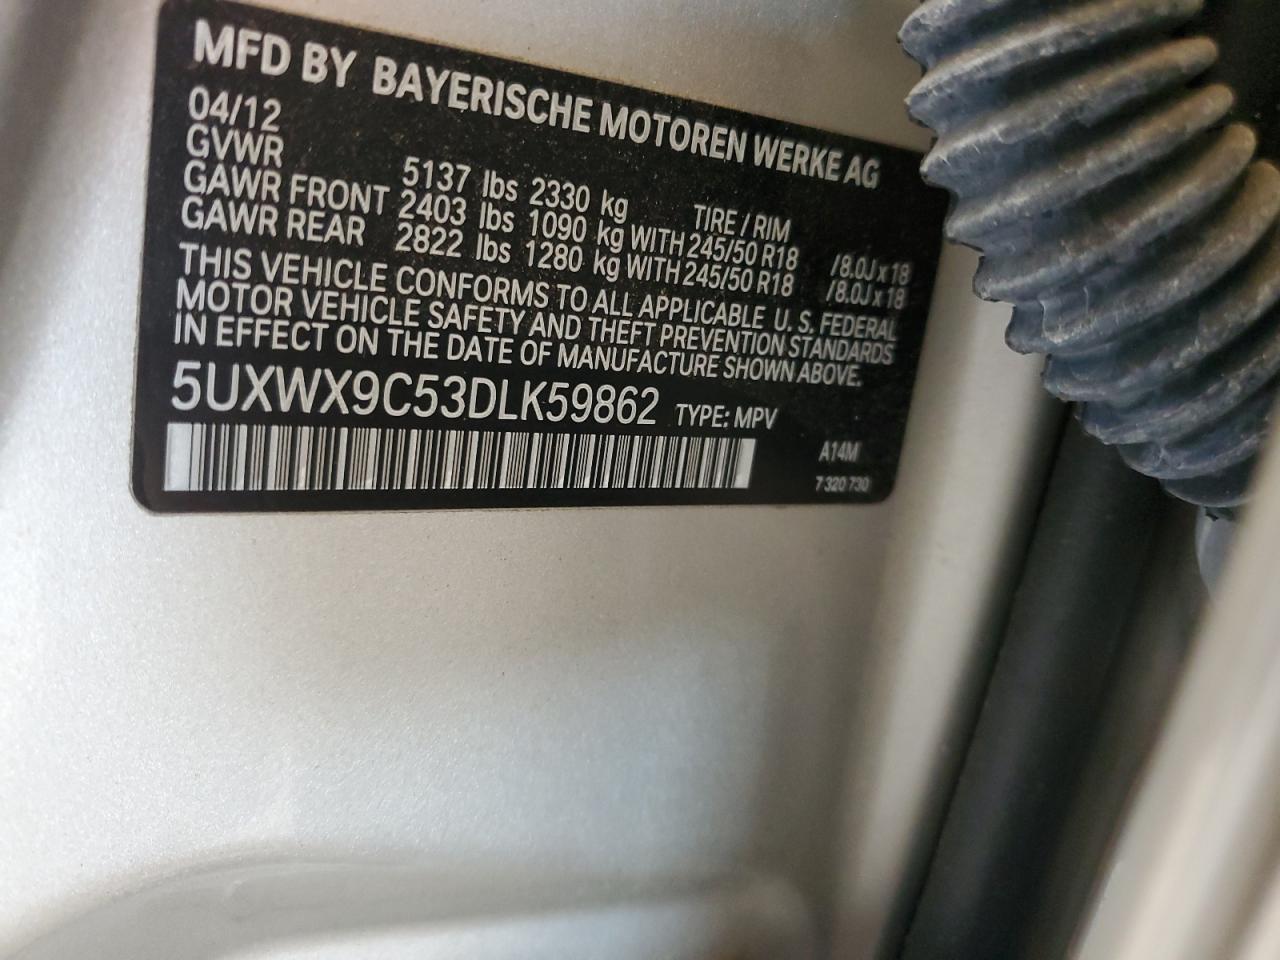 MFD BY BAYERISCHE MOTOREN WERKE AG
04/12
GVWR 5137 lbs 2330 kg TIRE / RIM
GAWR FRONT 2403 lbs 1090 kg WITH 245/50 R18 /8.0J x 18
GAWR REAR 2822 lbs 1280 kg WITH 245/50 R18 /8.0J x 18
THIS VEHICLE CONFORMS TO ALL APPLICABLE U. S. FEDERAL
MOTOR VEHICLE SAFETY AND THEFT PREVENTION STANDARDS
IN EFFECT ON THE DATE OF MANUFACTURE SHOWN ABOVE.
5UXWX9C53DLK59862 TYPE: MPV
A14M
7 320 730